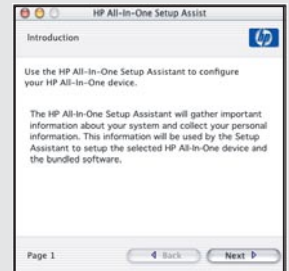 HP All-In-One Setup Assist
Introduction
hp
Use the HP All-In-One Setup Assistant to configure
your HP All-In-One device.
The HP All-In-One Setup Assistant will gather important
information about your system and collect your personal
information. This information will be used by the Setup
Assistant to setup the selected HP All-In-One device and
the bundled software.
Page 1
Back
Next